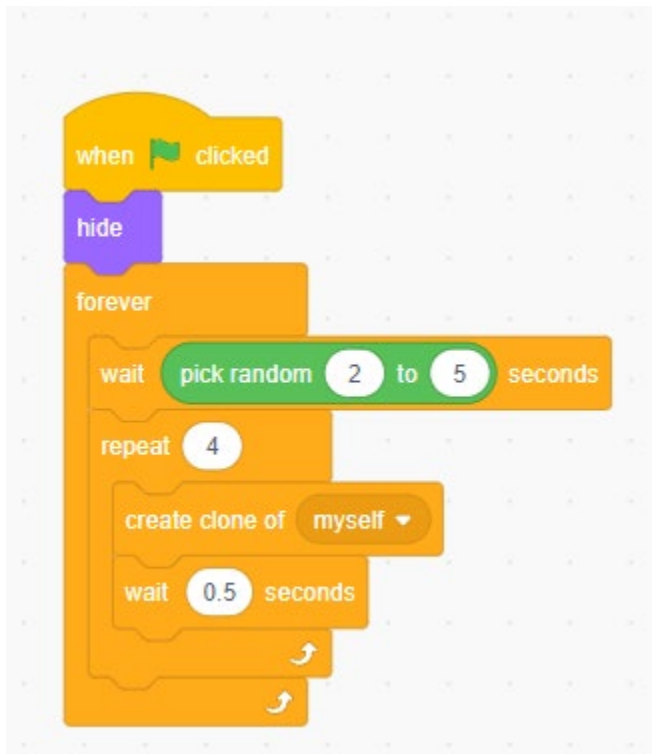 when clicked
hide
forever
wait pick random 2 to 5 seconds
repeat 4
create clone of myself
wait 0.5 seconds